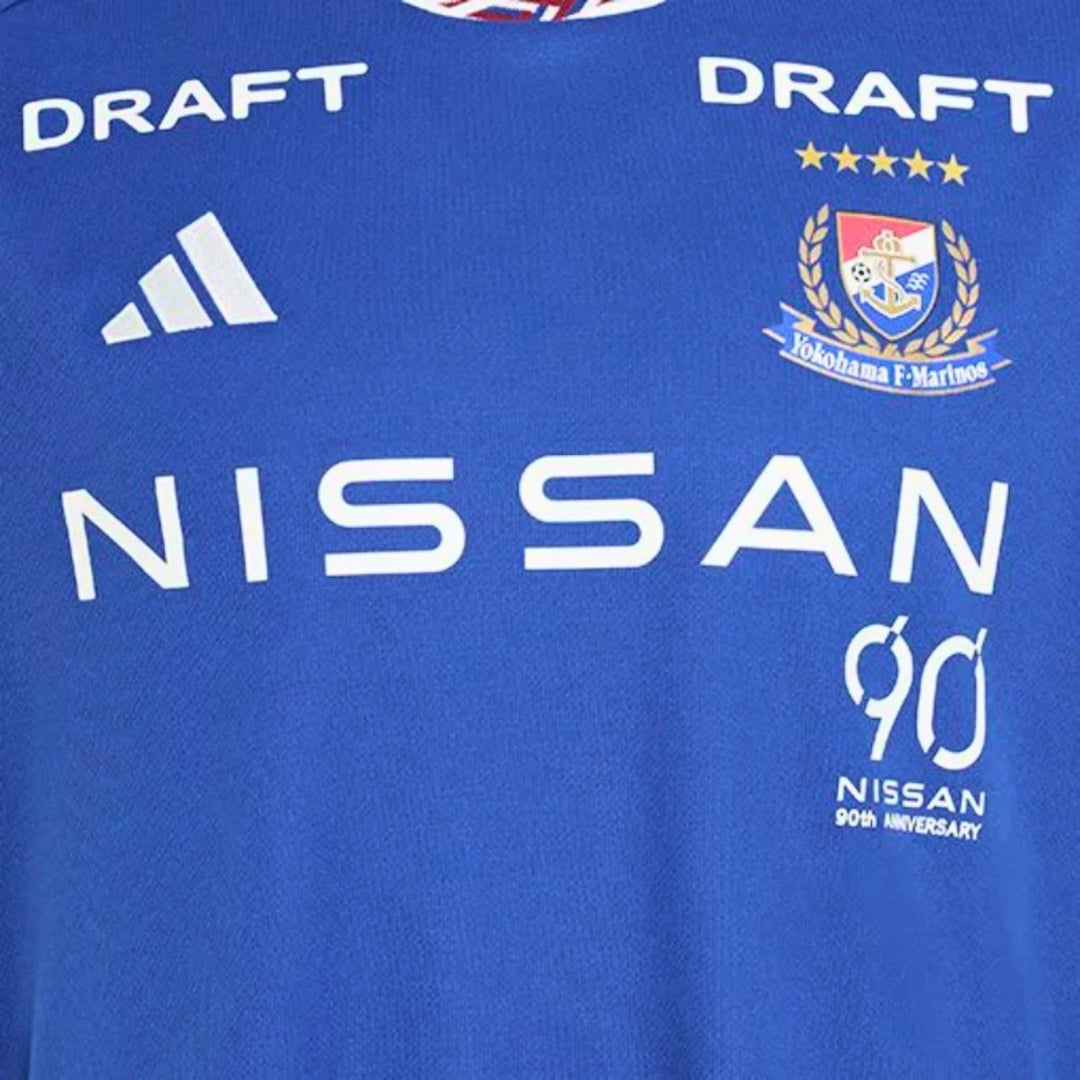 DRAFT
DRAFT
Yokohama F·Marinos
NISSAN
90
NISSAN
90th ANNIVERSARY